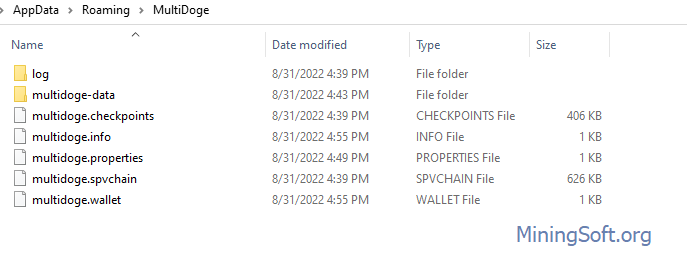 AppData > Roaming > MultiDoge
Name Date modified Type Size
log 8/31/2022 4:39 PM File folder
multidoge-data 8/31/2022 4:43 PM File folder
multidoge.checkpoints 8/31/2022 4:39 PM CHECKPOINTS File 406 KB
multidoge.info 8/31/2022 4:55 PM INFO File 1 KB
multidoge.properties 8/31/2022 4:49 PM PROPERTIES File 1 KB
multidoge.spvchain 8/31/2022 4:39 PM SPVCHAIN File 626 KB
multidoge.wallet 8/31/2022 4:55 PM WALLET File 1 KB
MiningSoft.org